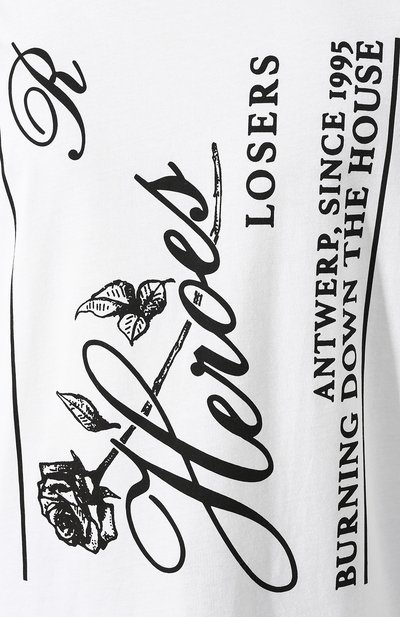 R
Heroes
LOSERS
ANTWERP, SINCE 1995
BURNING DOWN THE HOUSE